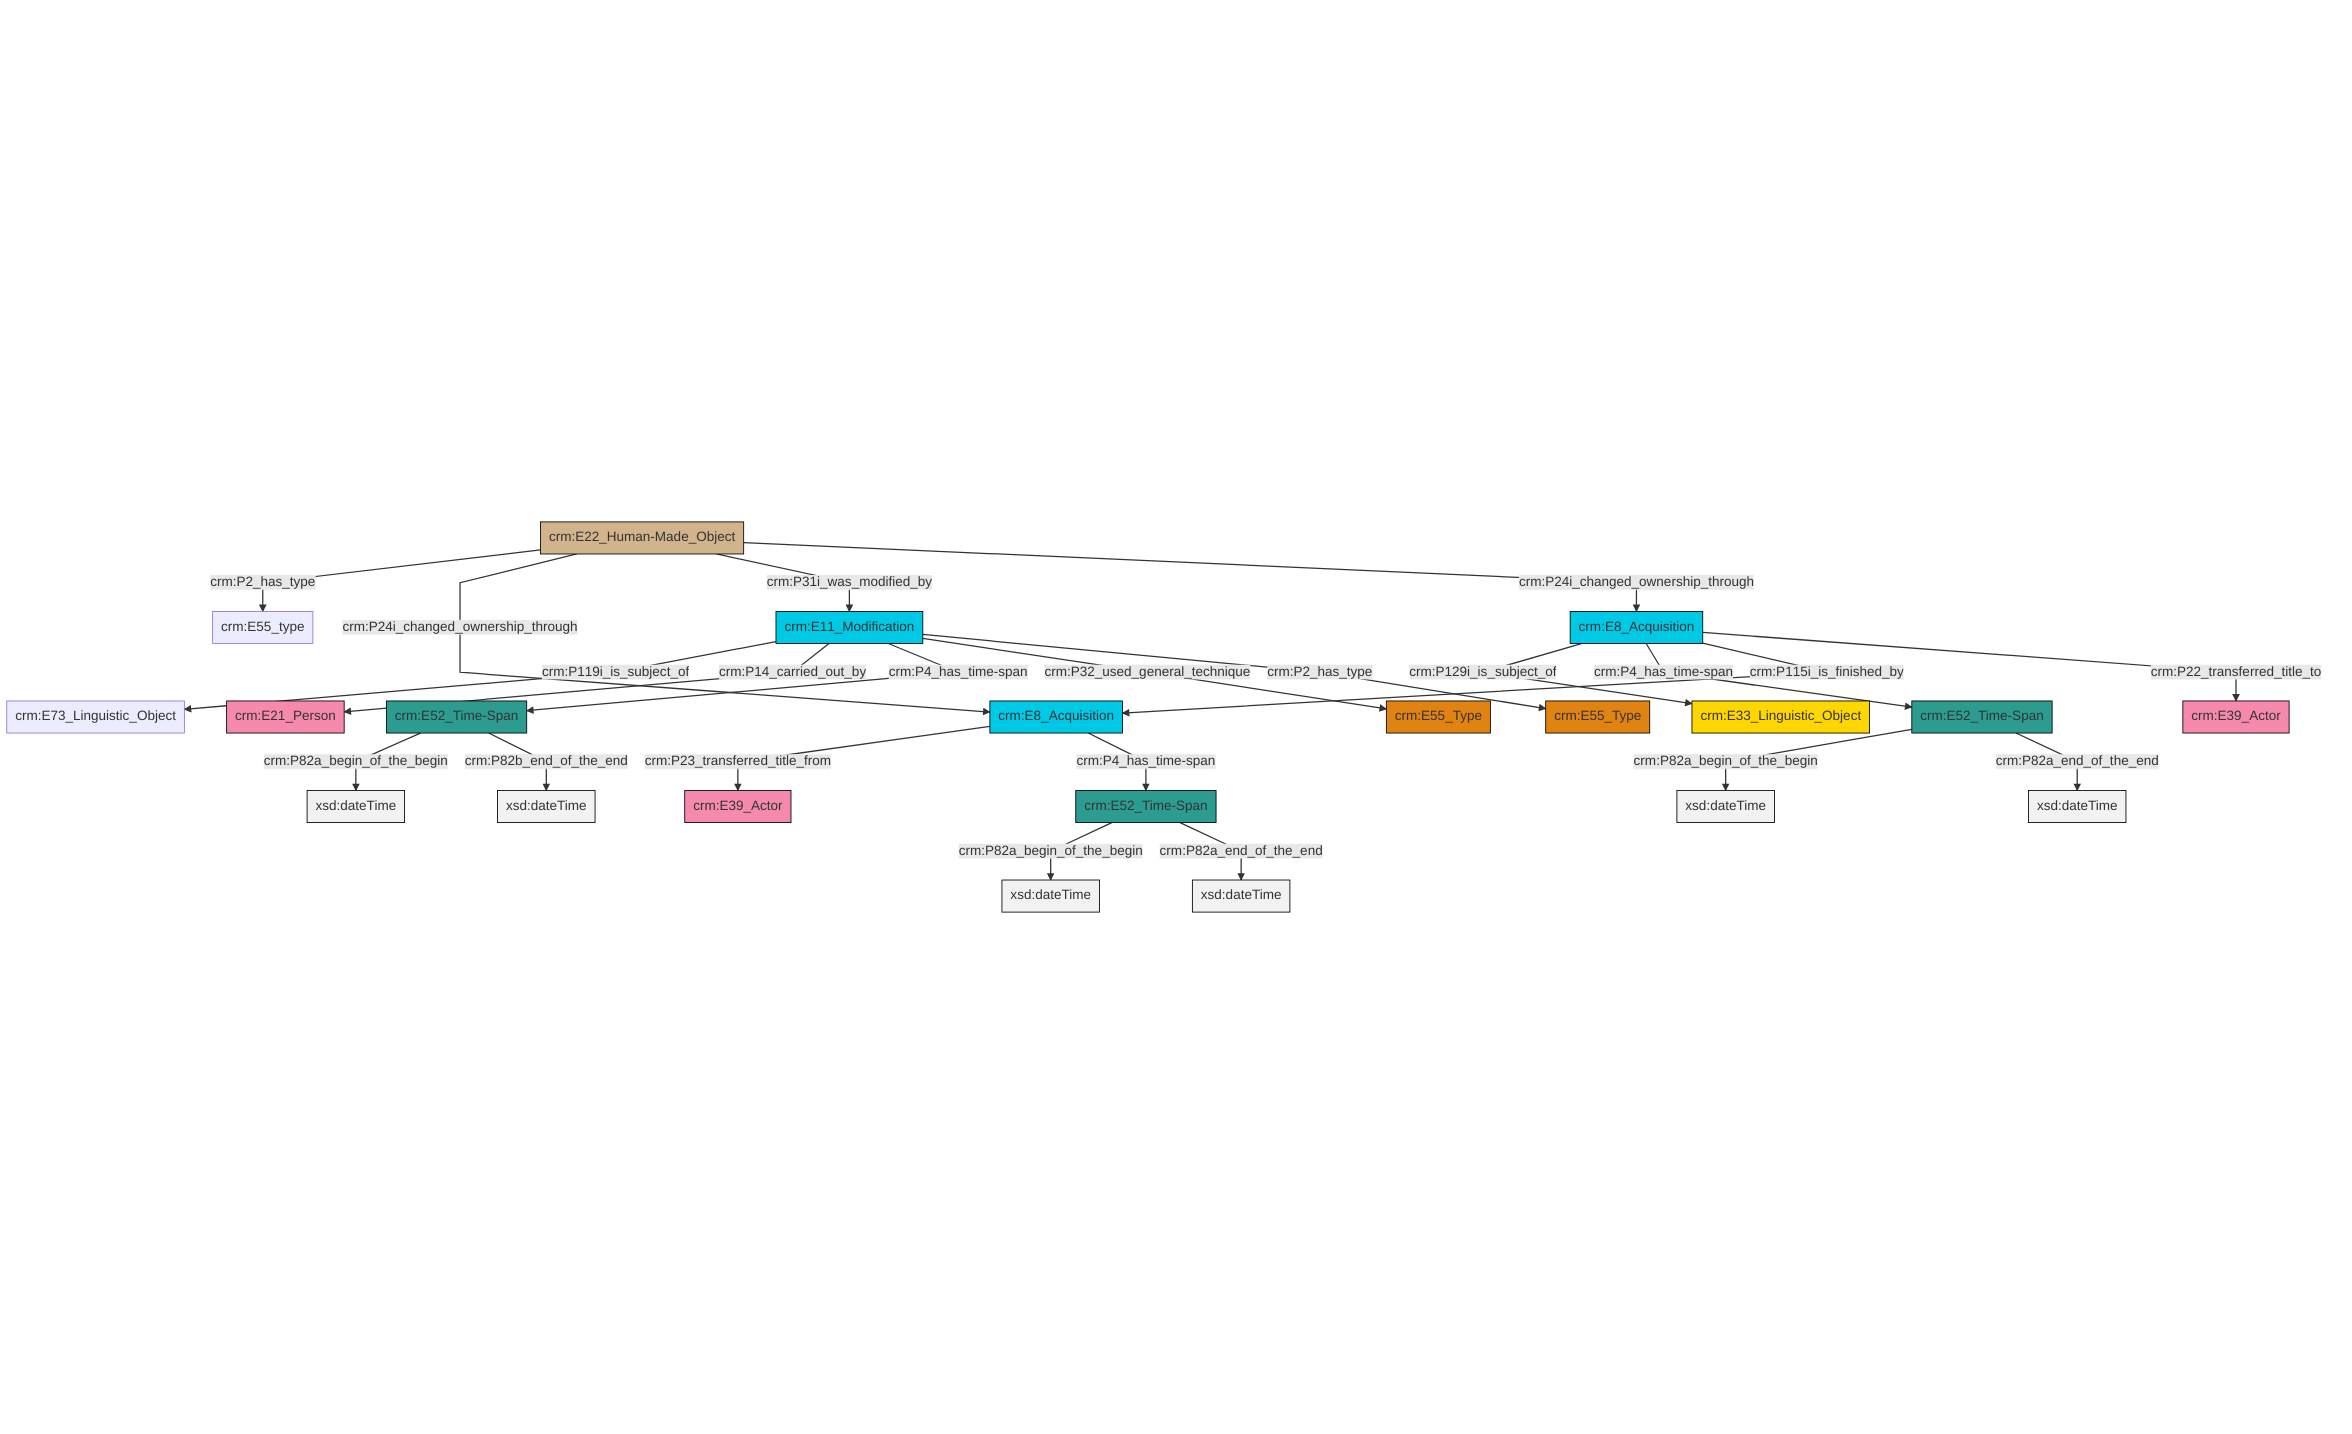 crm:E22_Human-Made_Object
crm:P2_has_type
crm:P31i_was_modified_by
crm:P24i_changed_ownership_through
crm:E55_type
crm:P24i_changed_ownership_through
crm:E11_Modification
crm:E8_Acquisition
crm:P119i_is_subject_of
crm:P14_carried_out_by
crm:P4_has_time-span
crm:P32_used_general_technique
crm:P2_has_type
crm:P129i_is_subject_of
crm:P4_has_time-span
crm:P115i_is_finished_by
crm:P22_transferred_title_to
crm:E73_Linguistic_Object
crm:E21_Person
crm:E52_Time-Span
crm:E8_Acquisition
crm:E55_Type
crm:E55_Type
crm:E33_Linguistic_Object
crm:E52_Time-Span
crm:E39_Actor
crm:P82a_begin_of_the_begin
crm:P82b_end_of_the_end
crm:P23_transferred_title_from
crm:P4_has_time-span
crm:P82a_begin_of_the_begin
crm:P82a_end_of_the_end
xsd:dateTime
xsd:dateTime
crm:E39_Actor
crm:E52_Time-Span
xsd:dateTime
xsd:dateTime
crm:P82a_begin_of_the_begin
crm:P82a_end_of_the_end
xsd:dateTime
xsd:dateTime